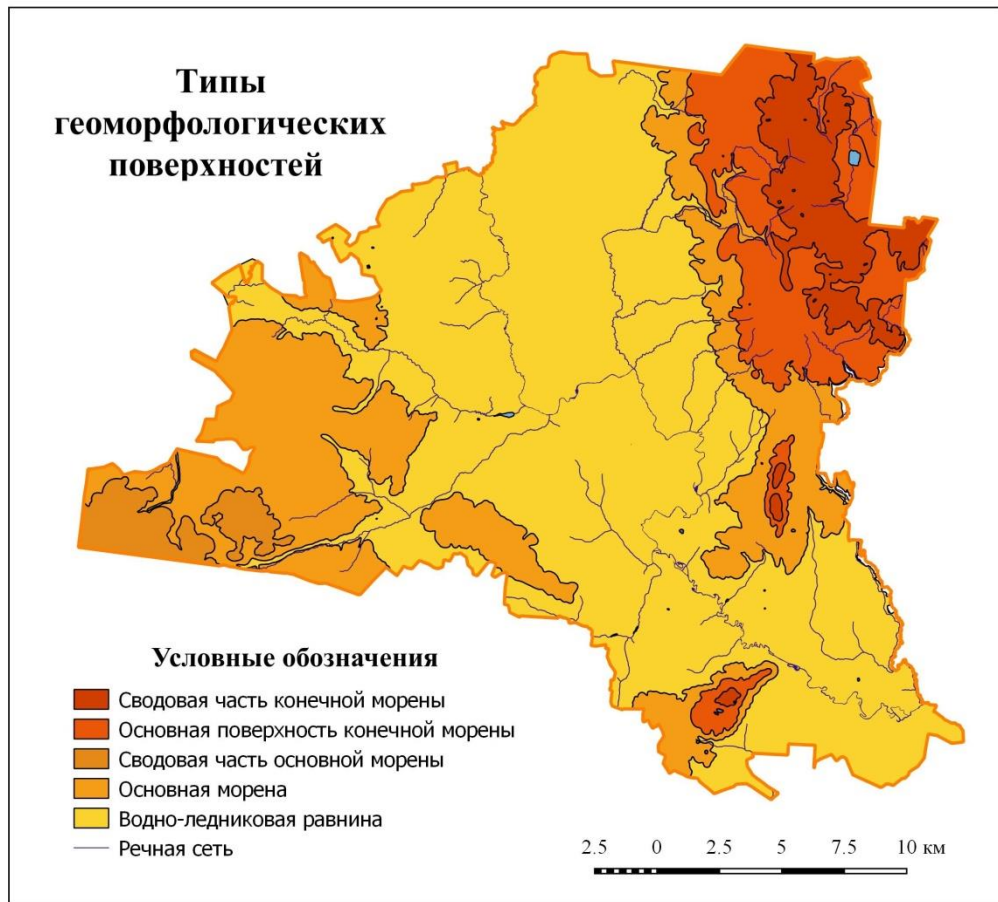 Типы
геоморфологических
поверхностей
Условные обозначения
Сводовая часть конечной морены
Основная поверхность конечной морены
Сводовая часть основной морены
Основная морена
Водно-ледниковая равнина
Речная сеть
2.5 0 2.5 5 7.5 10 км